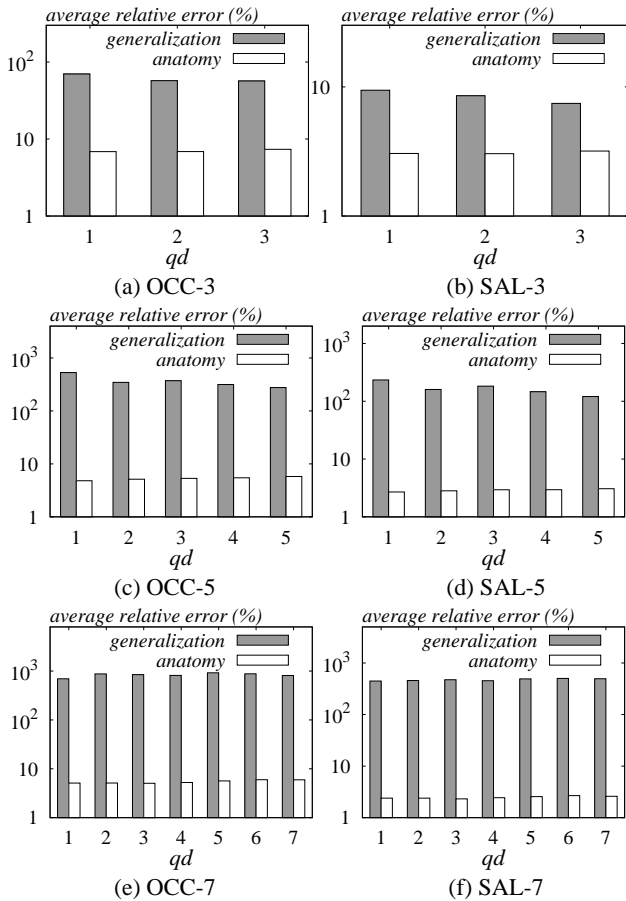 average relative error (%)
generalization
anatomy
10^2
10
1
1 2 3
qd
(a) OCC-3
average relative error (%)
generalization
anatomy
10
1
1 2 3
qd
(b) SAL-3
average relative error (%)
generalization
anatomy
10^3
10^2
10
1
1 2 3 4 5
qd
(c) OCC-5
average relative error (%)
generalization
anatomy
10^3
10^2
10
1
1 2 3 4 5
qd
(d) SAL-5
average relative error (%)
generalization
anatomy
10^3
10^2
10
1
1 2 3 4 5 6 7
qd
(e) OCC-7
average relative error (%)
generalization
anatomy
10^3
10^2
10
1
1 2 3 4 5 6 7
qd
(f) SAL-7